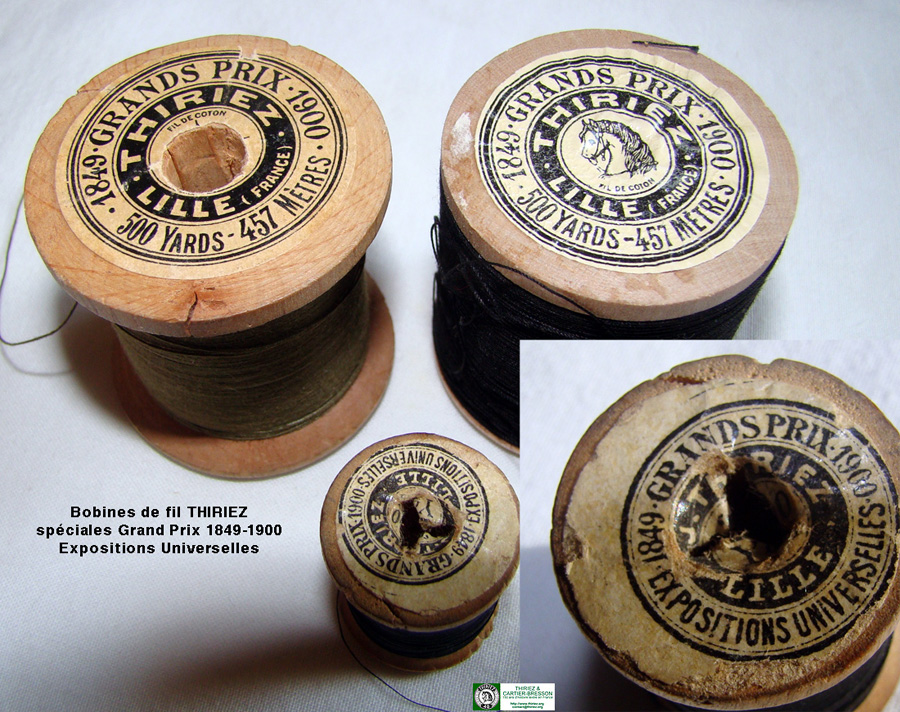 1849 · GRANDS PRIX · 1900
THIRIEZ
FIL DE COTON
LILLE (FRANCE)
500 YARDS - 457 MÈTRES
1849 · GRANDS PRIX · 1900
THIRIEZ
FIL DE COTON
LILLE (FRANCE)
500 YARDS - 457 MÈTRES
Bobines de fil THIRIEZ
spéciales Grand Prix 1849-1900
Expositions Universelles
1849 · GRANDS PRIX · 1900
LILLE
EXPOSITIONS UNIVERSELLES
1849 · GRANDS PRIX · 1900
THIRIEZ
LILLE
EXPOSITIONS UNIVERSELLES
THIRIEZ &
CARTIER-BRESSON